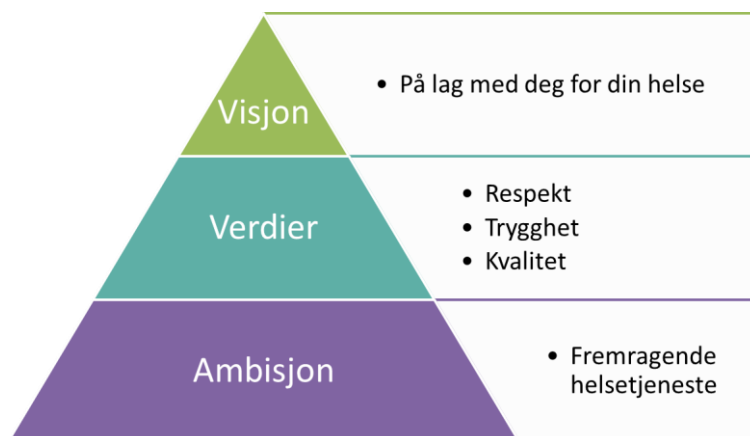 Visjon
• På lag med deg for din helse
Verdier
• Respekt
• Trygghet
• Kvalitet
Ambisjon
• Fremragende
helsetjeneste